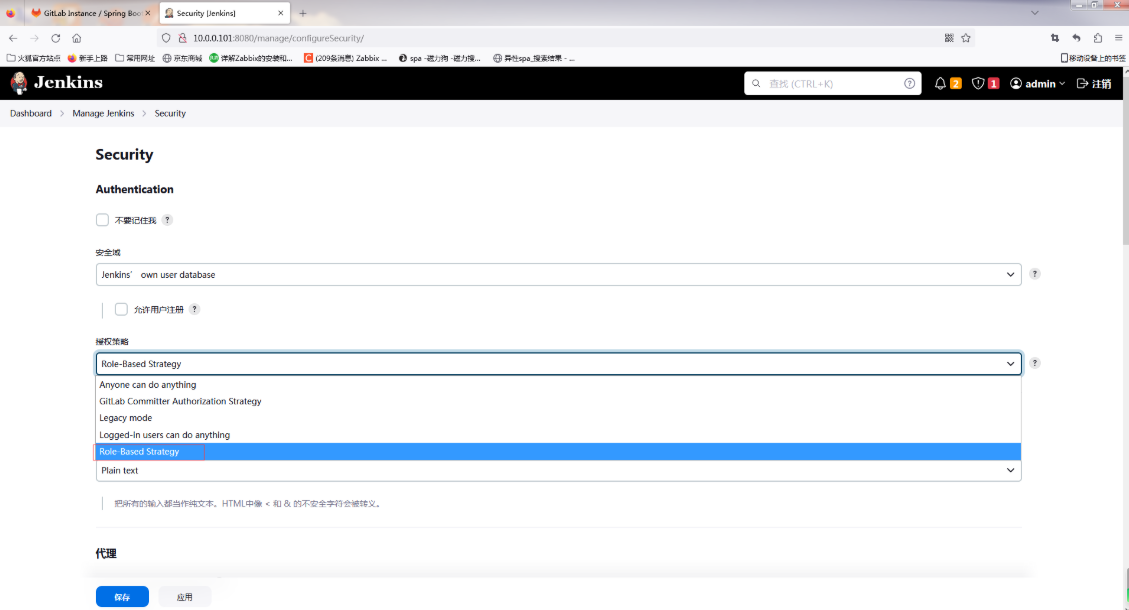 GitLab Instance / Spring Boo
Security [Jenkins]
10.0.0.101:8080/manage/configureSecurity/
火狐官方站点 新手上路 常用网址 京东商城 详解Zabbix的安装和... (209条消息) Zabbix ... spa -磁力狗 -磁力搜... 异性spa_搜索结果 - ... 移动设备上的书签
Jenkins
查找 (CTRL+K)
2
1
admin
注销
Dashboard Manage Jenkins Security
Security
Authentication
不要记住我 ?
安全域
Jenkins' own user database
?
允许用户注册 ?
授权策略
Role-Based Strategy
?
Anyone can do anything
GitLab Committer Authorization Strategy
Legacy mode
Logged-In users can do anything
Role-Based Strategy
Plain text
把所有的输入都当作纯文本。HTML中像 < 和 & 的不安全字符会被转义。
代理
保存 应用